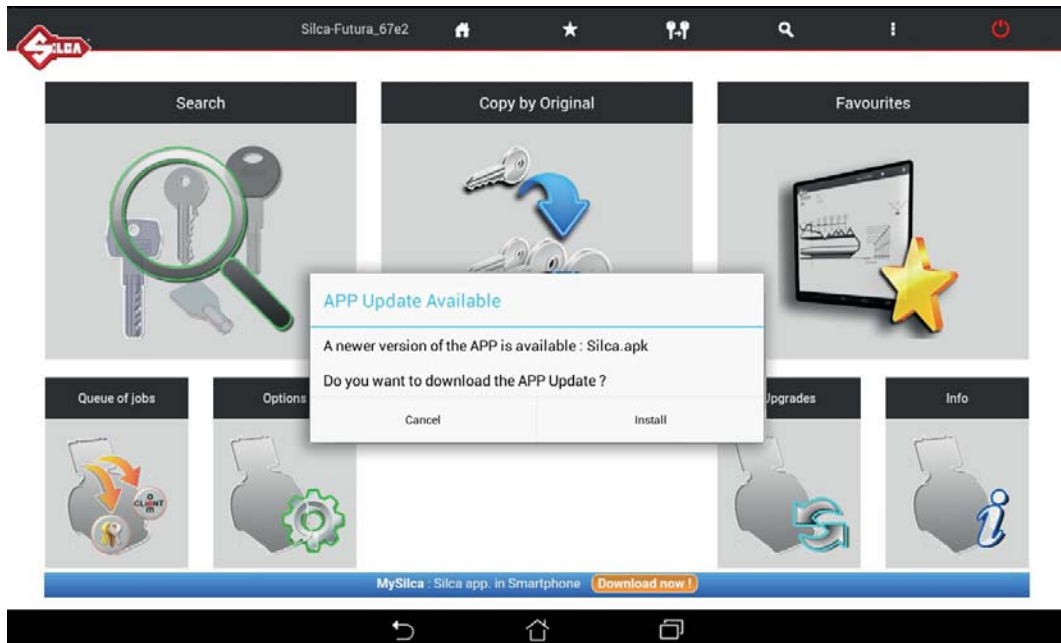 SILCA
Silca-Futura_67e2
Search
Copy by Original
Favourites
APP Update Available
A newer version of the APP is available : Silca.apk
Do you want to download the APP Update ?
Cancel
Install
Queue of jobs
Options
Upgrades
Info
CLIENT
MySilca : Silca app. in Smartphone Download now !